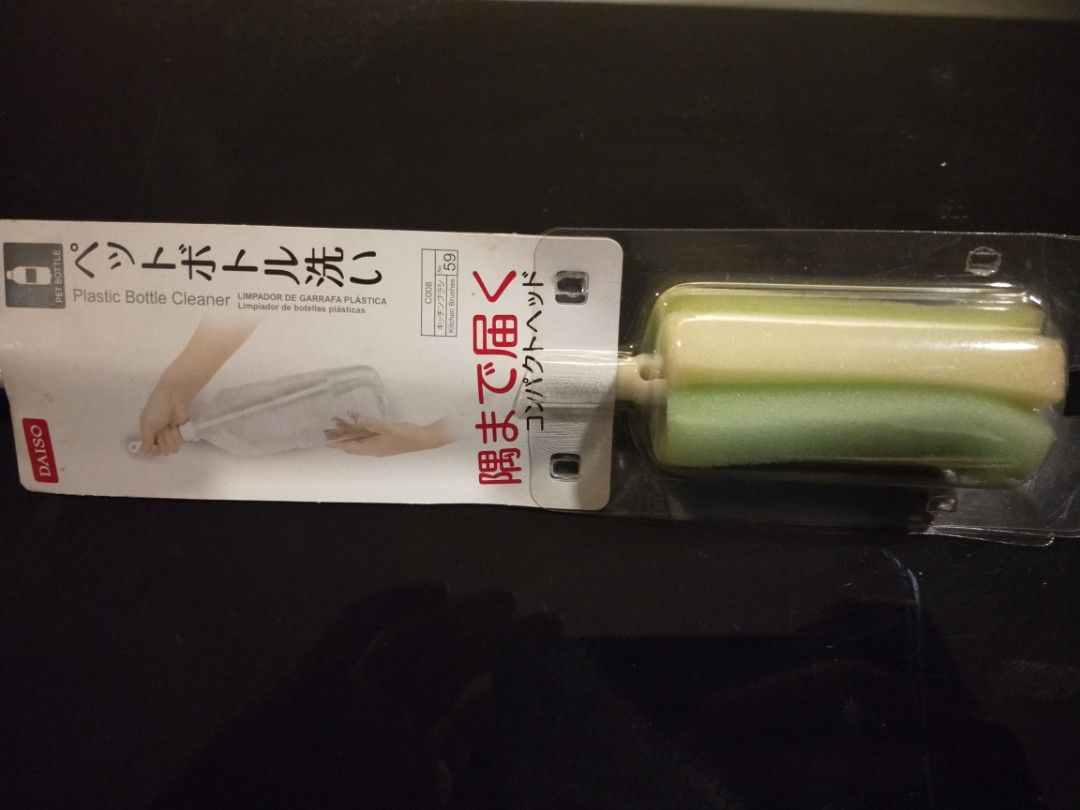 PET BOTTLE
ペットボトル洗い
Plastic Bottle Cleaner
LIMPADOR DE GARRAFA PLÁSTICA
Limpiador de botellas plásticas
DAISO
C008
キッチンブラシ
Kitchen Brushes
No.
59
隅まで届く
コンパクトヘッド